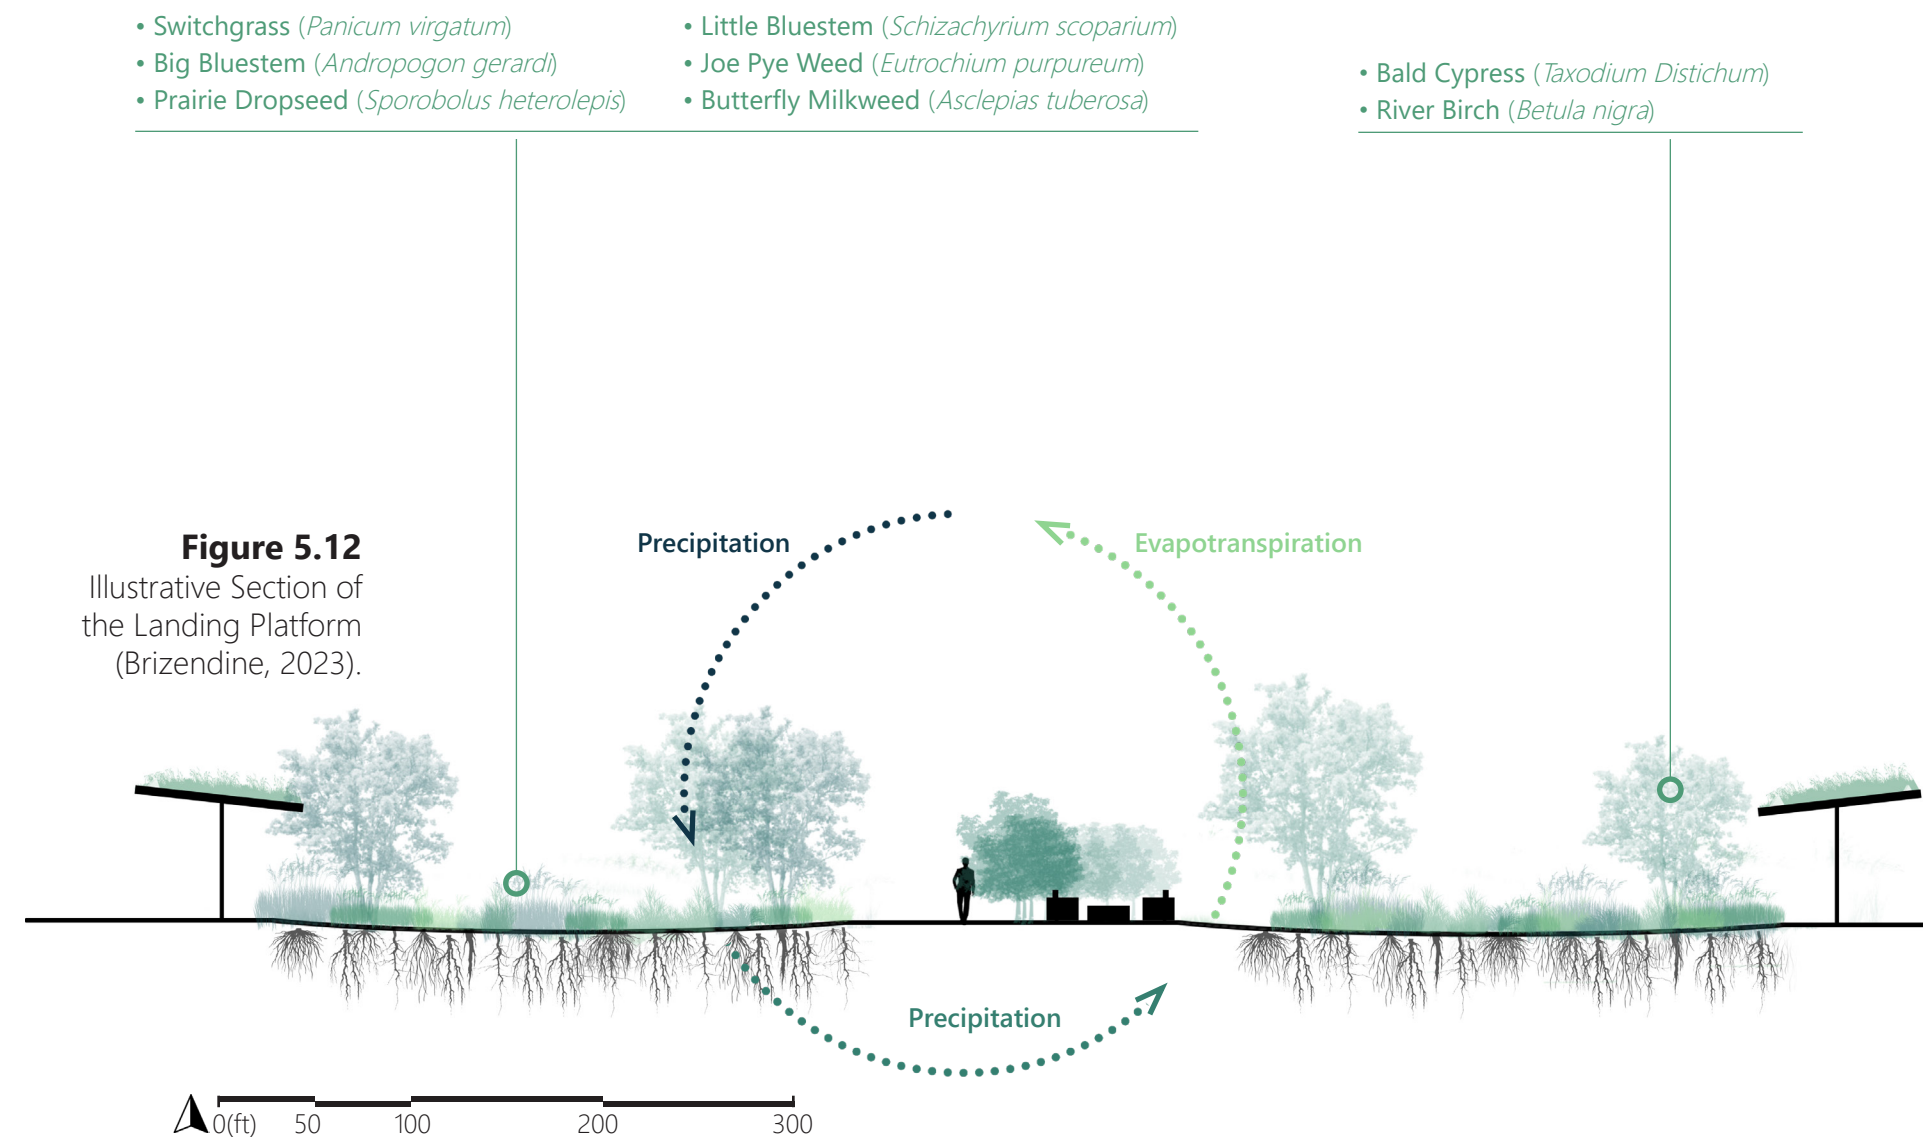 • Switchgrass (Panicum virgatum)
• Big Bluestem (Andropogon gerardi)
• Prairie Dropseed (Sporobolus heterolepis)
• Little Bluestem (Schizachyrium scoparium)
• Joe Pye Weed (Eutrochium purpureum)
• Butterfly Milkweed (Asclepias tuberosa)
• Bald Cypress (Taxodium Distichum)
• River Birch (Betula nigra)
Figure 5.12
Illustrative Section of
the Landing Platform
(Brizendine, 2023).
Precipitation
Evapotranspiration
Precipitation
0(ft) 50 100 200 300